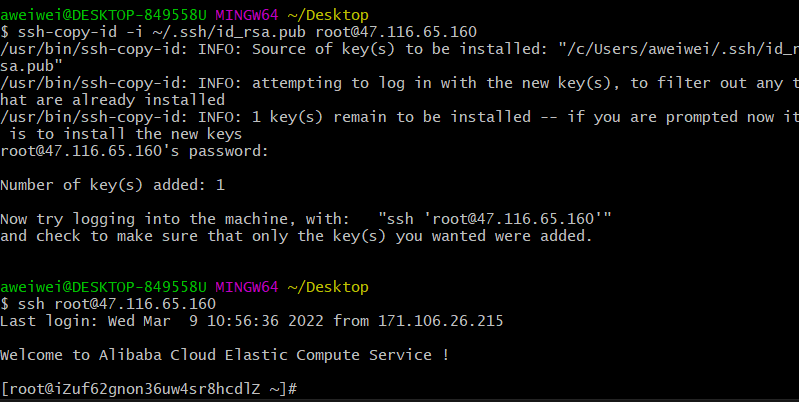 aweiwei@DESKTOP-849558U MINGW64 ~/Desktop
$ ssh-copy-id -i ~/.ssh/id_rsa.pub root@47.116.65.160
/usr/bin/ssh-copy-id: INFO: Source of key(s) to be installed: "/c/Users/aweiwei/.ssh/id_r
sa.pub"
/usr/bin/ssh-copy-id: INFO: attempting to log in with the new key(s), to filter out any t
hat are already installed
/usr/bin/ssh-copy-id: INFO: 1 key(s) remain to be installed -- if you are prompted now it
 is to install the new keys
root@47.116.65.160's password:
Number of key(s) added: 1
Now try logging into the machine, with:   "ssh 'root@47.116.65.160'"
and check to make sure that only the key(s) you wanted were added.
aweiwei@DESKTOP-849558U MINGW64 ~/Desktop
$ ssh root@47.116.65.160
Last login: Wed Mar  9 10:56:36 2022 from 171.106.26.215
Welcome to Alibaba Cloud Elastic Compute Service !
[root@iZuf62gnon36uw4sr8hcdlZ ~]#